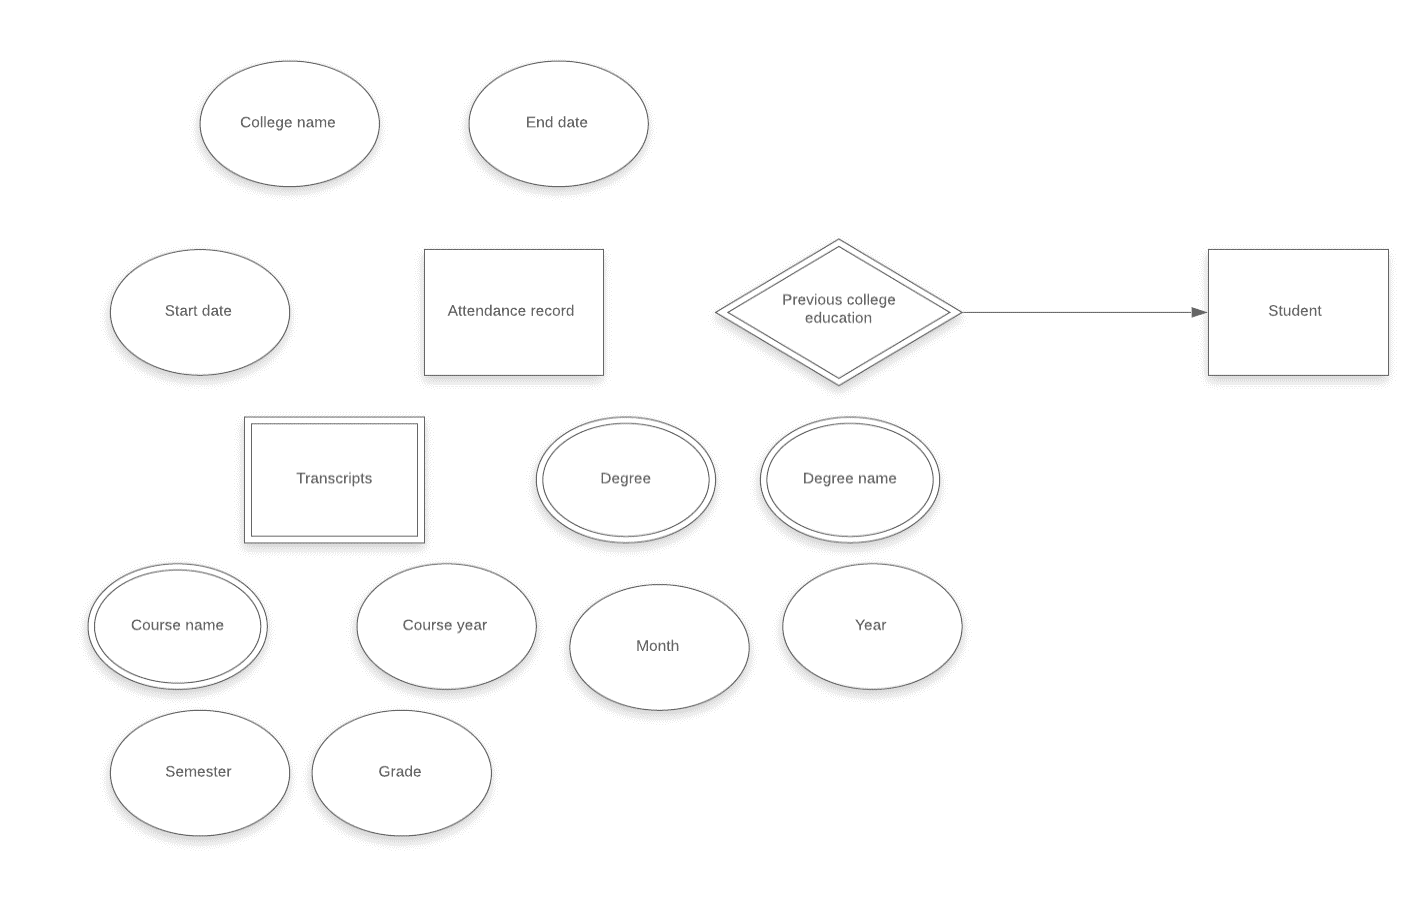 College name
End date
Start date
Attendance record
Previous college
education
Student
Transcripts
Degree
Degree name
Course name
Course year
Month
Year
Semester
Grade